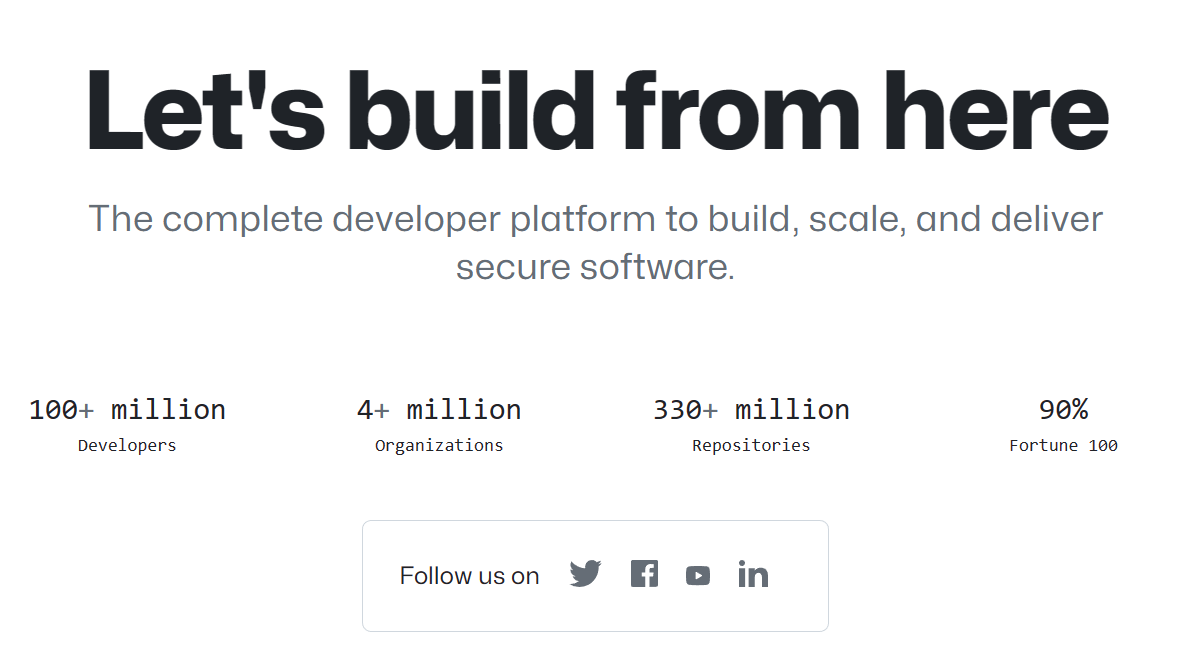 Let's build from here
The complete developer platform to build, scale, and deliver
secure software.
100+ million
Developers
4+ million
Organizations
330+ million
Repositories
90%
Fortune 100
Follow us on